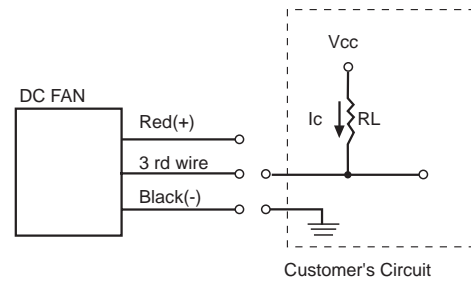 Vcc
DC FAN
Ic RL
Red(+)
3 rd wire
Black(-)
Customer's Circuit